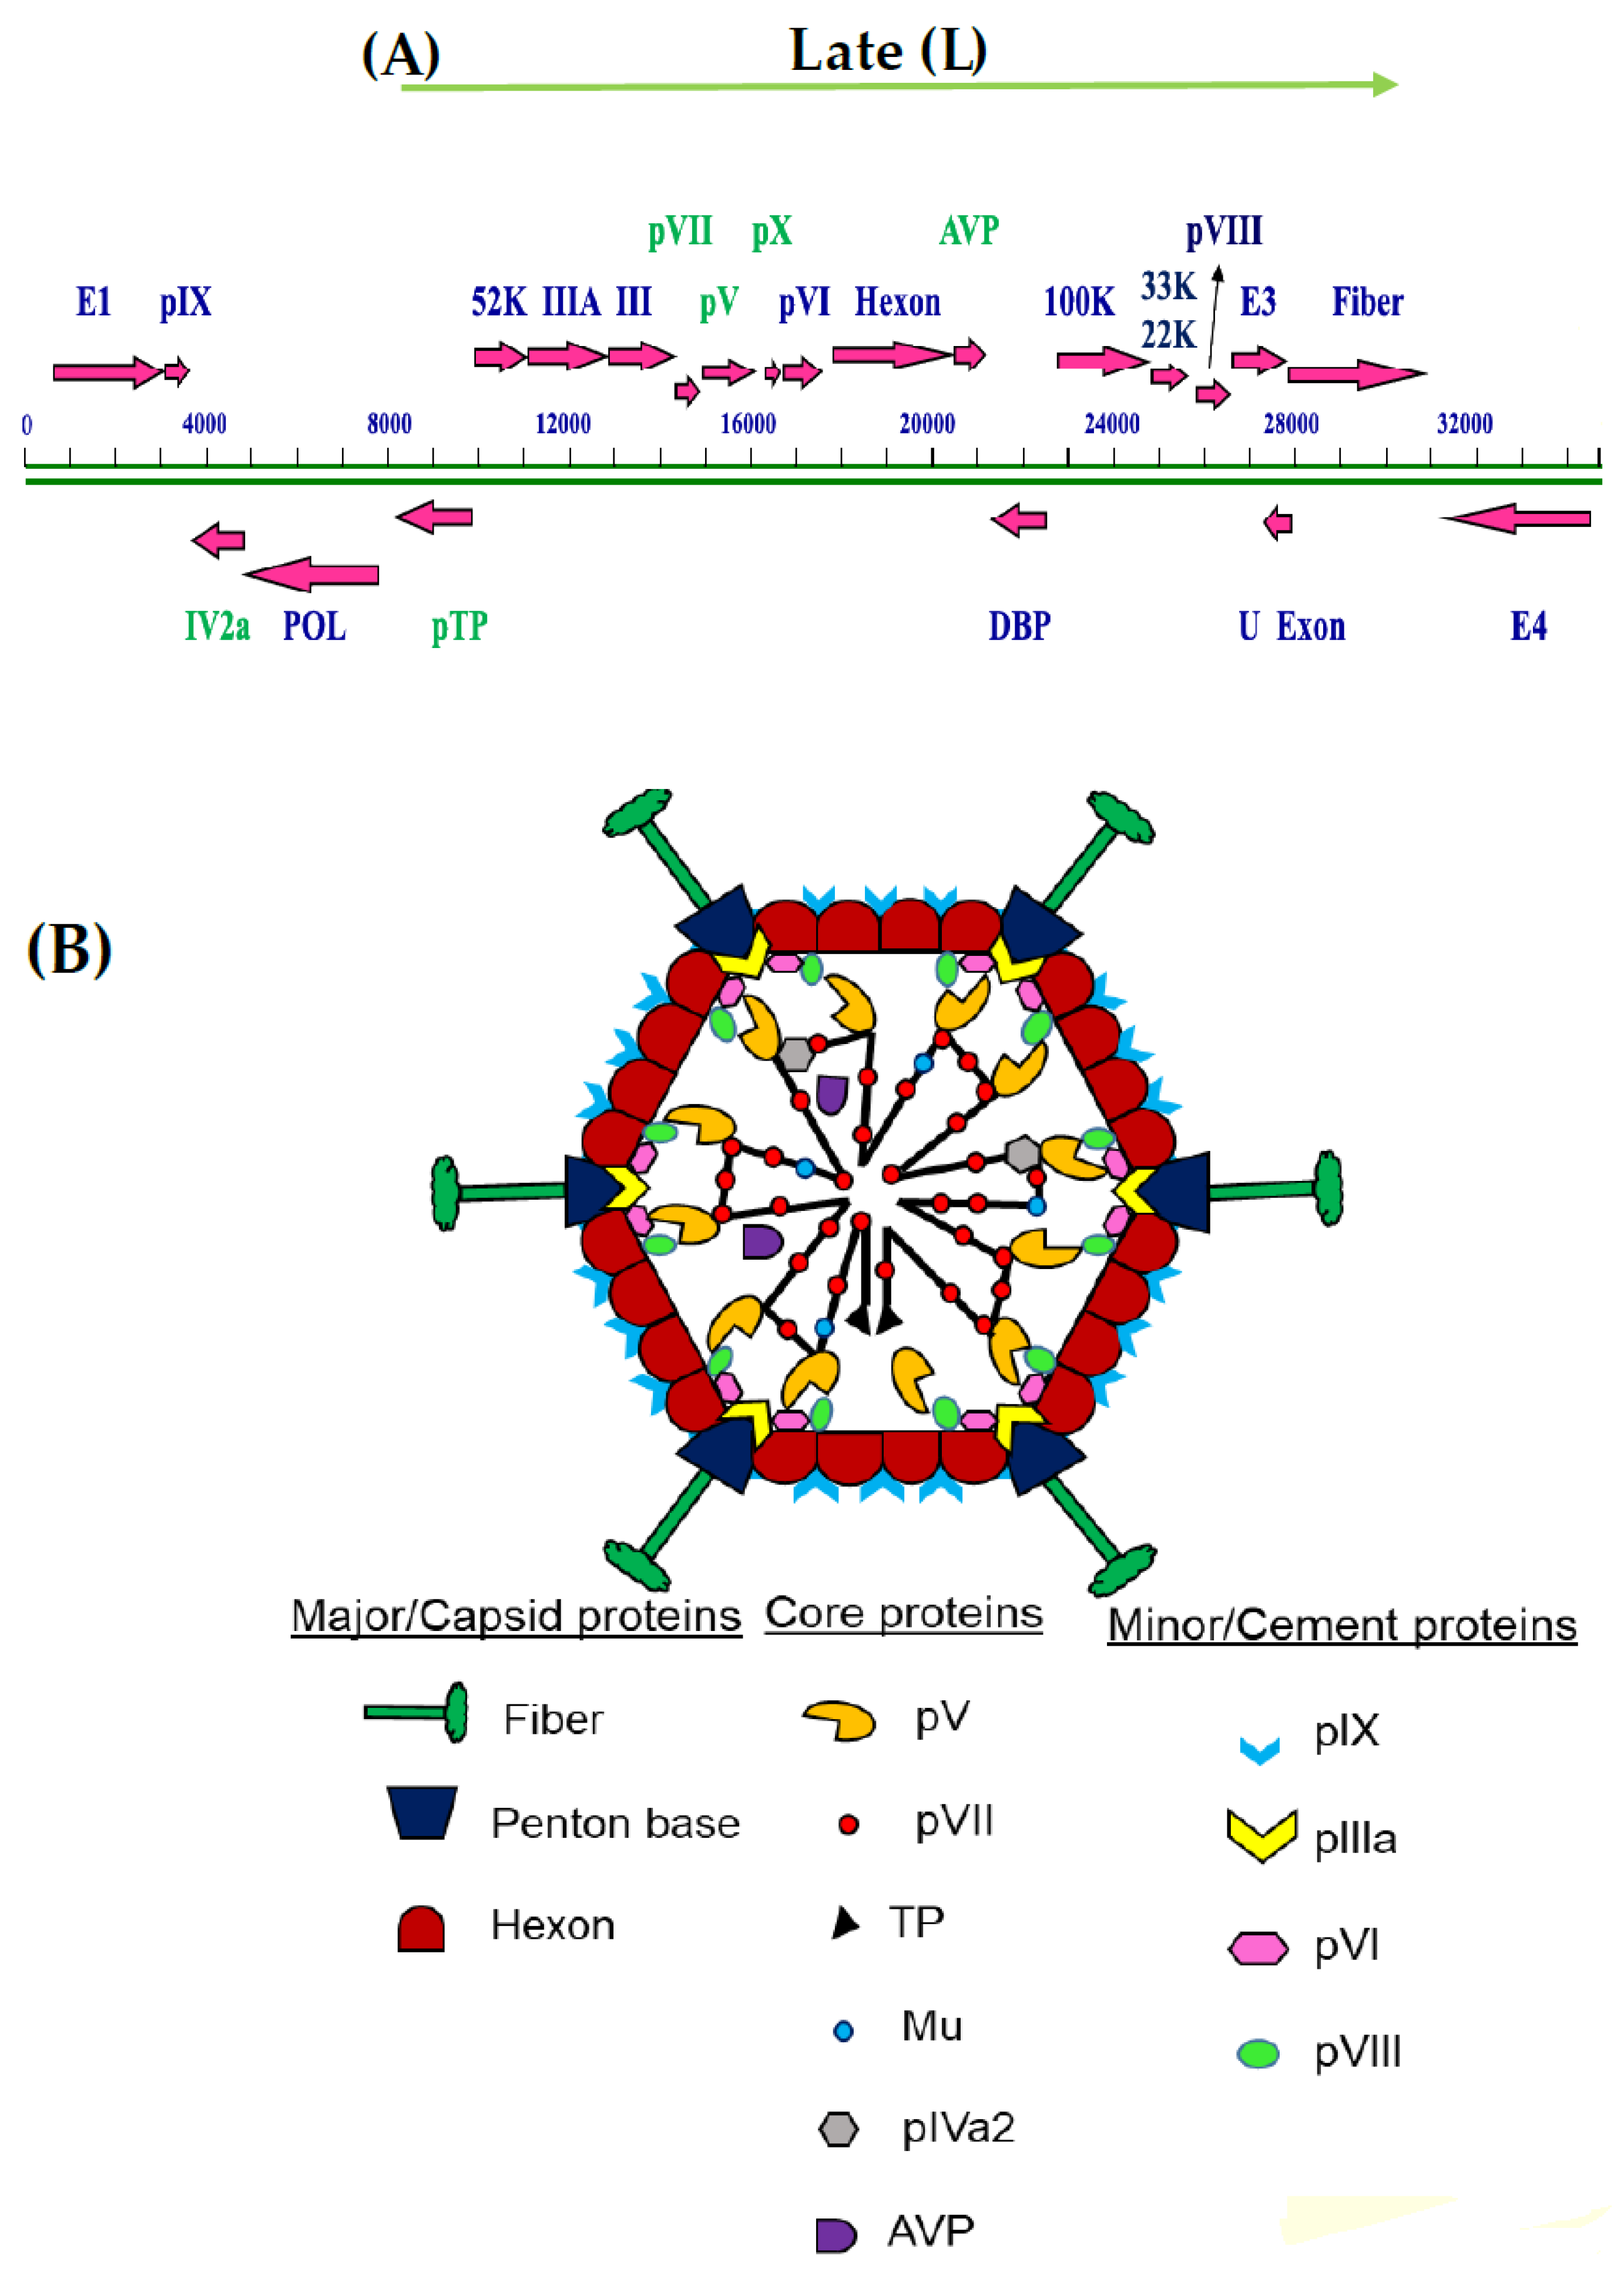 (A) Late (L)
pVII pX AVP pVIII
E1 pIX 52K IIIA III pV pVI Hexon 100K 33K E3 Fiber
22K
0 4000 8000 12000 16000 20000 24000 28000 32000
IV2a POL pTP DBP U Exon E4
(B)
Major/Capsid proteins Core proteins Minor/Cement proteins
Fiber pV pIX
Penton base pVII pIIIa
Hexon TP pVI
Mu pVIII
pIVa2
AVP